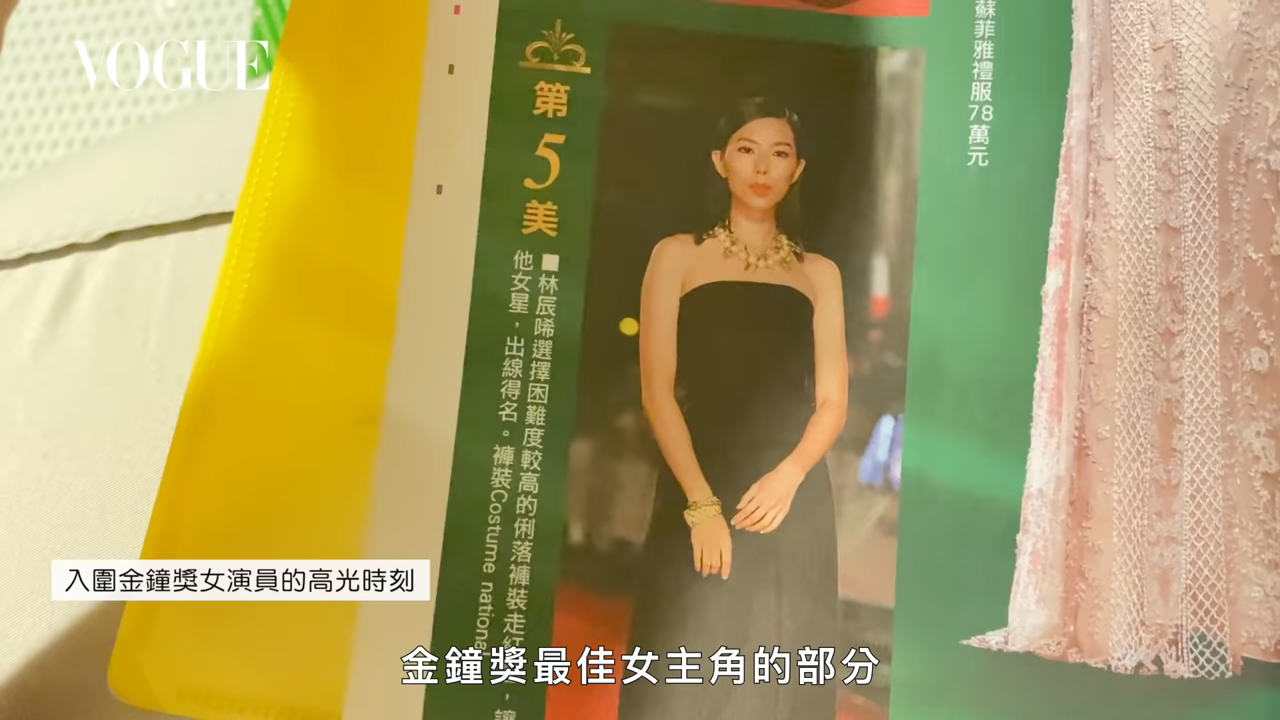 VOGUE
蘇菲雅禮服78萬元
第5美
■林辰唏選擇困難度較高的俐落褲裝走紅
他女星，出線得名。褲裝Costume national
入圍金鐘獎女演員的高光時刻
金鐘獎最佳女主角的部分